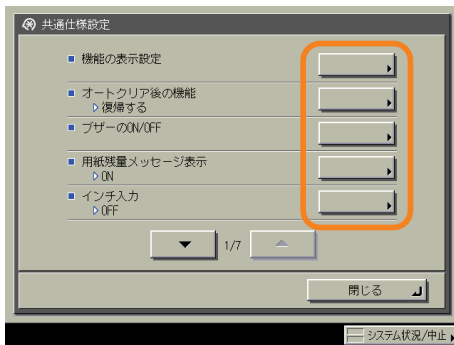 共通仕様設定
機能の表示設定
オートクリア後の機能
復帰する
ブザーのON/OFF
用紙残量メッセージ表示
ON
インチ入力
OFF
1/7
閉じる
システム状況/中止